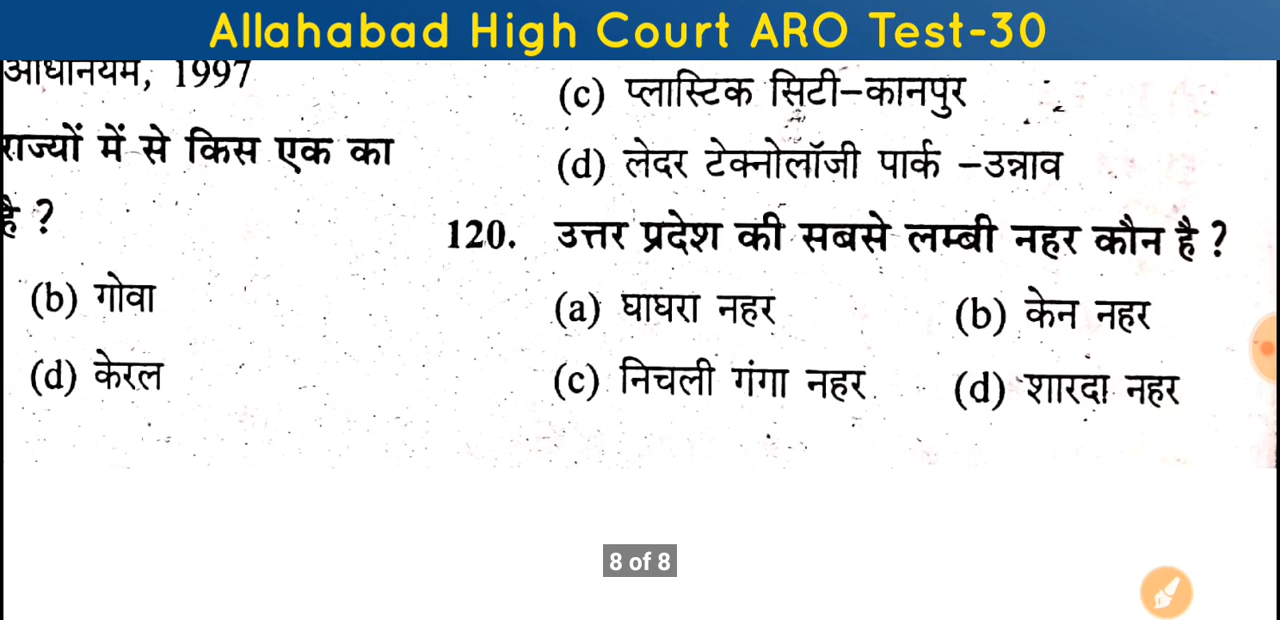 Allahabad High Court ARO Test-30
अधिनियम, 1997
राज्यों में से किस एक का
है ?
(b) गोवा
(d) केरल
(c) प्लास्टिक सिटी–कानपुर
(d) लेदर टेक्नोलॉजी पार्क –उन्नाव
120. उत्तर प्रदेश की सबसे लम्बी नहर कौन है ?
(a) घाघरा नहर (b) केन नहर
(c) निचली गंगा नहर (d) शारदा नहर
8 of 8